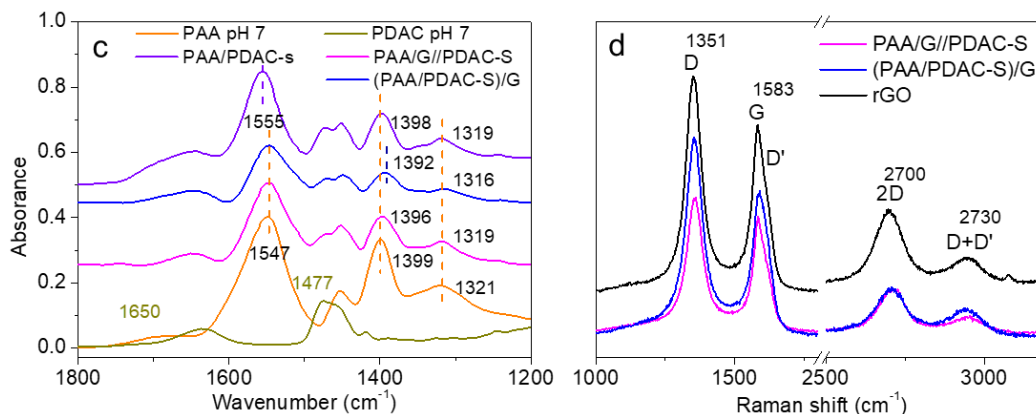 c
PAA pH 7
PDAC pH 7
PAA/PDAC-s
PAA/G//PDAC-S
(PAA/PDAC-S)/G
1555
1398
1319
1392
1316
1396
1319
1547
1399
1477
1321
1650
1.0
0.8
0.6
0.4
0.2
0.0
Absorance
1800
1600
1400
1200
Wavenumber (cm⁻¹)
d
1351
D
1583
G
D'
PAA/G//PDAC-S
(PAA/PDAC-S)/G
rGO
2700
2D
2730
D+D'
1000
1500
2500
3000
Raman shift (cm⁻¹)